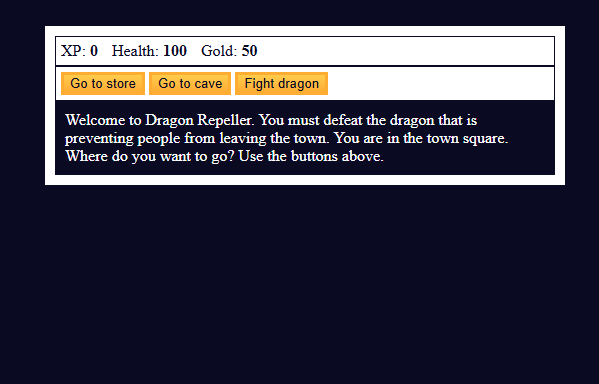 XP: 0 Health: 100 Gold: 50
Go to store Go to cave Fight dragon
Welcome to Dragon Repeller. You must defeat the dragon that is
preventing people from leaving the town. You are in the town square.
Where do you want to go? Use the buttons above.